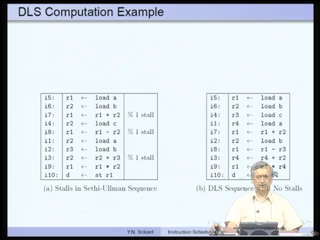 DLS Computation Example
i5: r1 ← load a
i6: r2 ← load b
i7: r1 ← r1 + r2 % 1 stall
i4: r2 ← load c
i8: r1 ← r1 - r2 % 1 stall
i1: r2 ← load a
i2: r3 ← load b
i3: r2 ← r2 + r3 % 1 stall
i9: r1 ← r1 * r2
i10: d ← st r1
(a) Stalls in Sethi-Ullman Sequence
i5: r1 ← load a
i6: r2 ← load b
i4: r3 ← load c
i1: r4 ← load a
i7: r1 ← r1 + r2
i2: r2 ← load b
i8: r1 ← r1 - r3
i3: r4 ← r4 + r2
i9: r1 ← * r4
i10: d ←
(b) DLS Sequence No Stalls
Y.N. Srikant Instruction